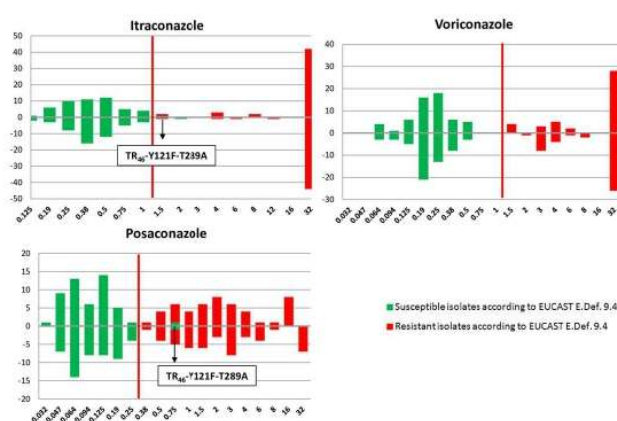 Itraconazole
50
40
30
20
10
0
-10
-20
-30
-40
-50
TR46-Y121F-T289A
0.125 0.19 0.25 0.38 0.5 0.75 1 1.5 2 3 4 6 8 12 16 32
Voriconazole
40
30
20
10
0
-10
-20
-30
0.032 0.047 0.064 0.094 0.125 0.19 0.25 0.38 0.5 0.75 1 1.5 2 3 4 6 8 16 32
Posaconazole
20
15
10
5
0
-5
-10
-15
-20
TR46-Y121F-T289A
0.032 0.047 0.064 0.094 0.125 0.19 0.25 0.38 0.5 0.75 1 1.5 2 3 4 6 8 16 32
Susceptible isolates according to EUCAST E.Def. 9.4
Resistant isolates according to EUCAST E.Def. 9.4